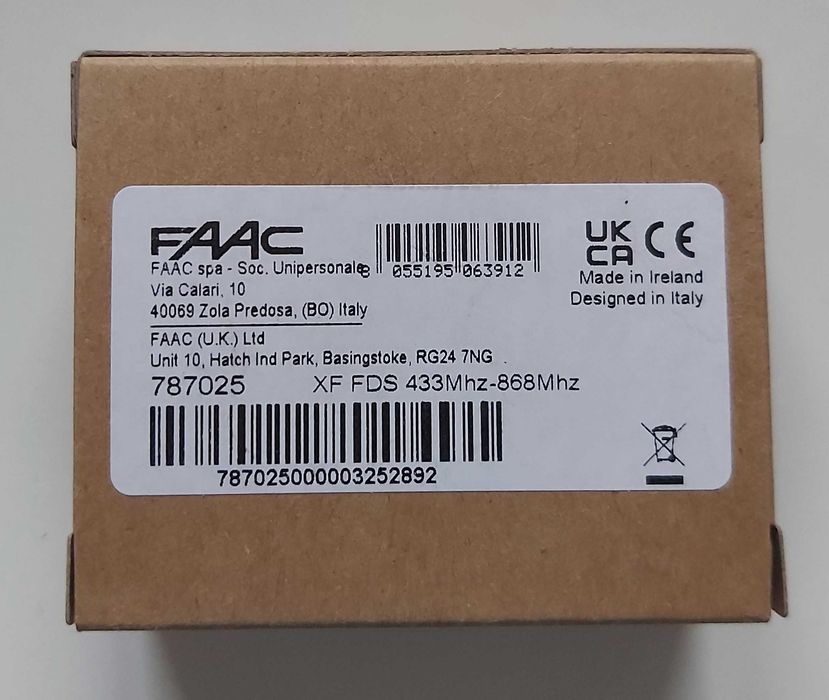 FAAC
FAAC spa - Soc. Unipersonale
Via Calari, 10
40069 Zola Predosa, (BO) Italy
8 055195 063912
UK
CA CE
Made in Ireland
Designed in Italy
FAAC (U.K.) Ltd
Unit 10, Hatch Ind Park, Basingstoke, RG24 7NG
787025 XF FDS 433Mhz-868Mhz
787025000003252892